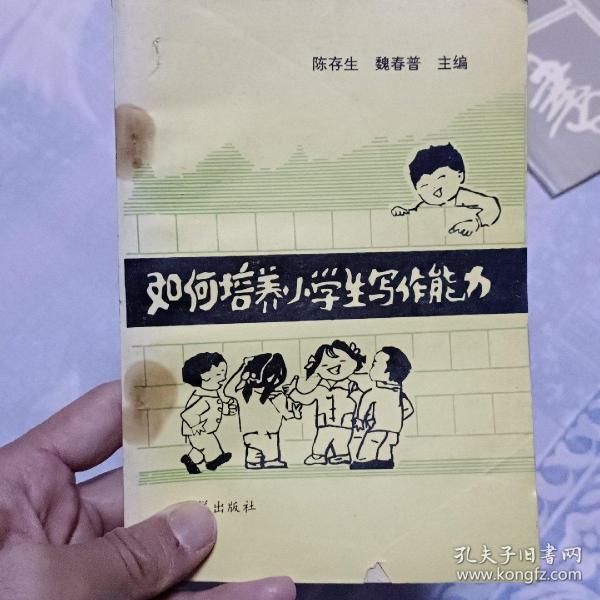 陈存生 魏春普 主编
如何培养小学生写作能力
出版社
孔夫子旧书网
www.kongfz.com